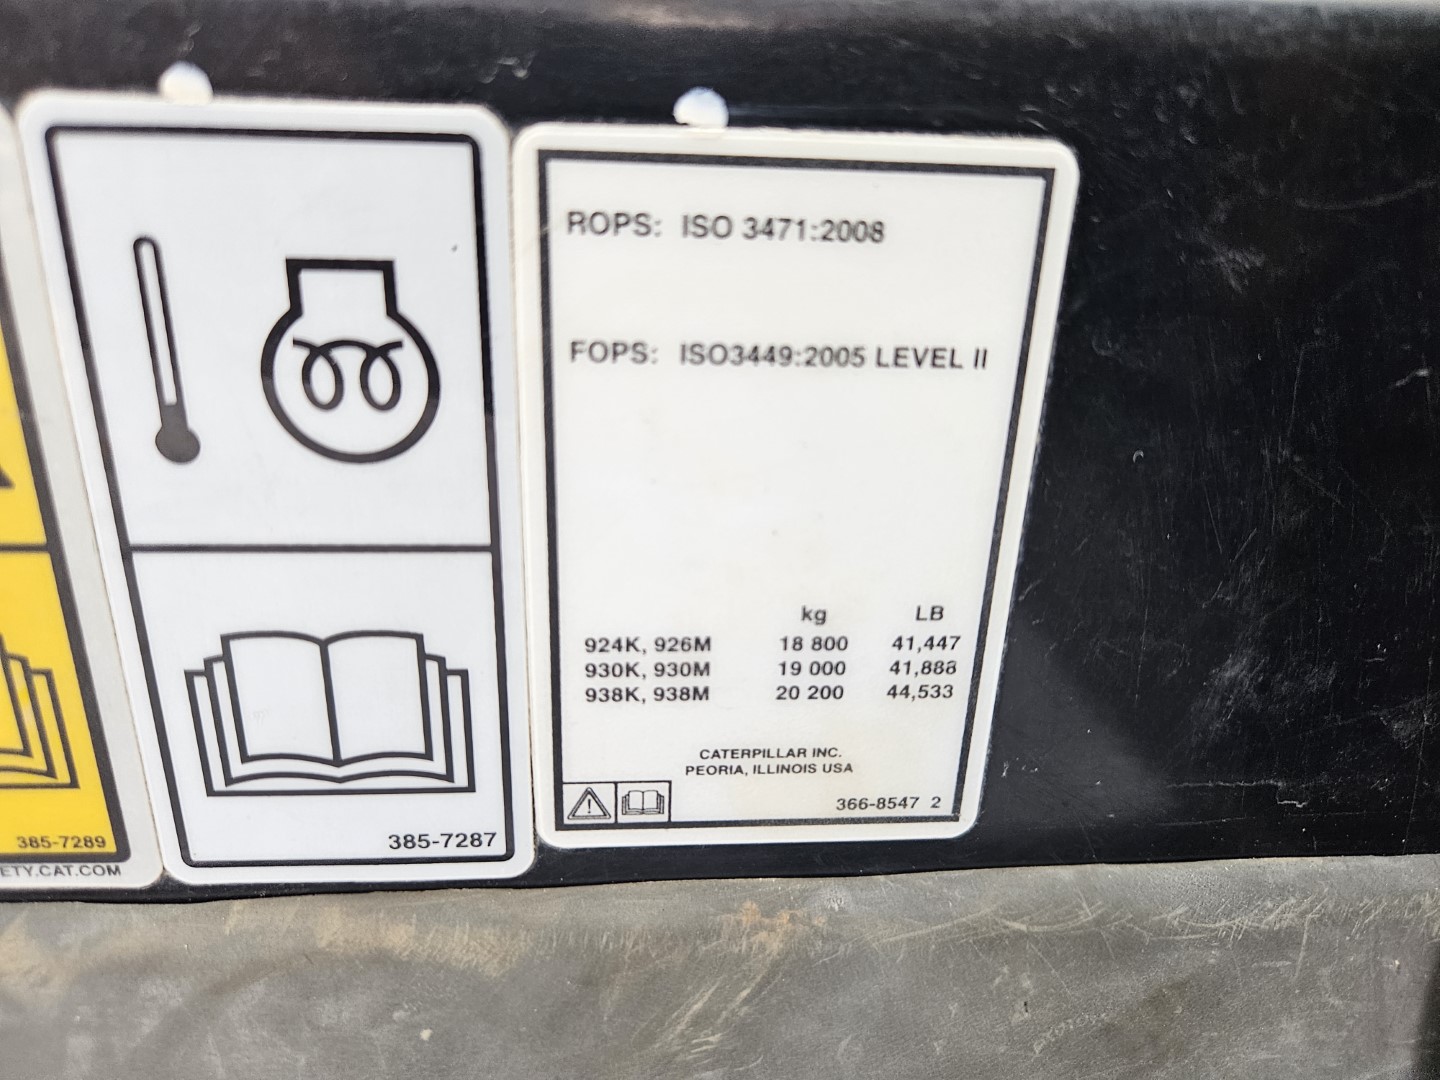 385-7289
ETY.CAT.COM
385-7287
ROPS: ISO 3471:2008
FOPS: ISO3449:2005 LEVEL II
kg LB
924K, 926M 18 800 41,447
930K, 930M 19 000 41,888
938K, 938M 20 200 44,533
CATERPILLAR INC.
PEORIA, ILLINOIS USA
366-8547 2